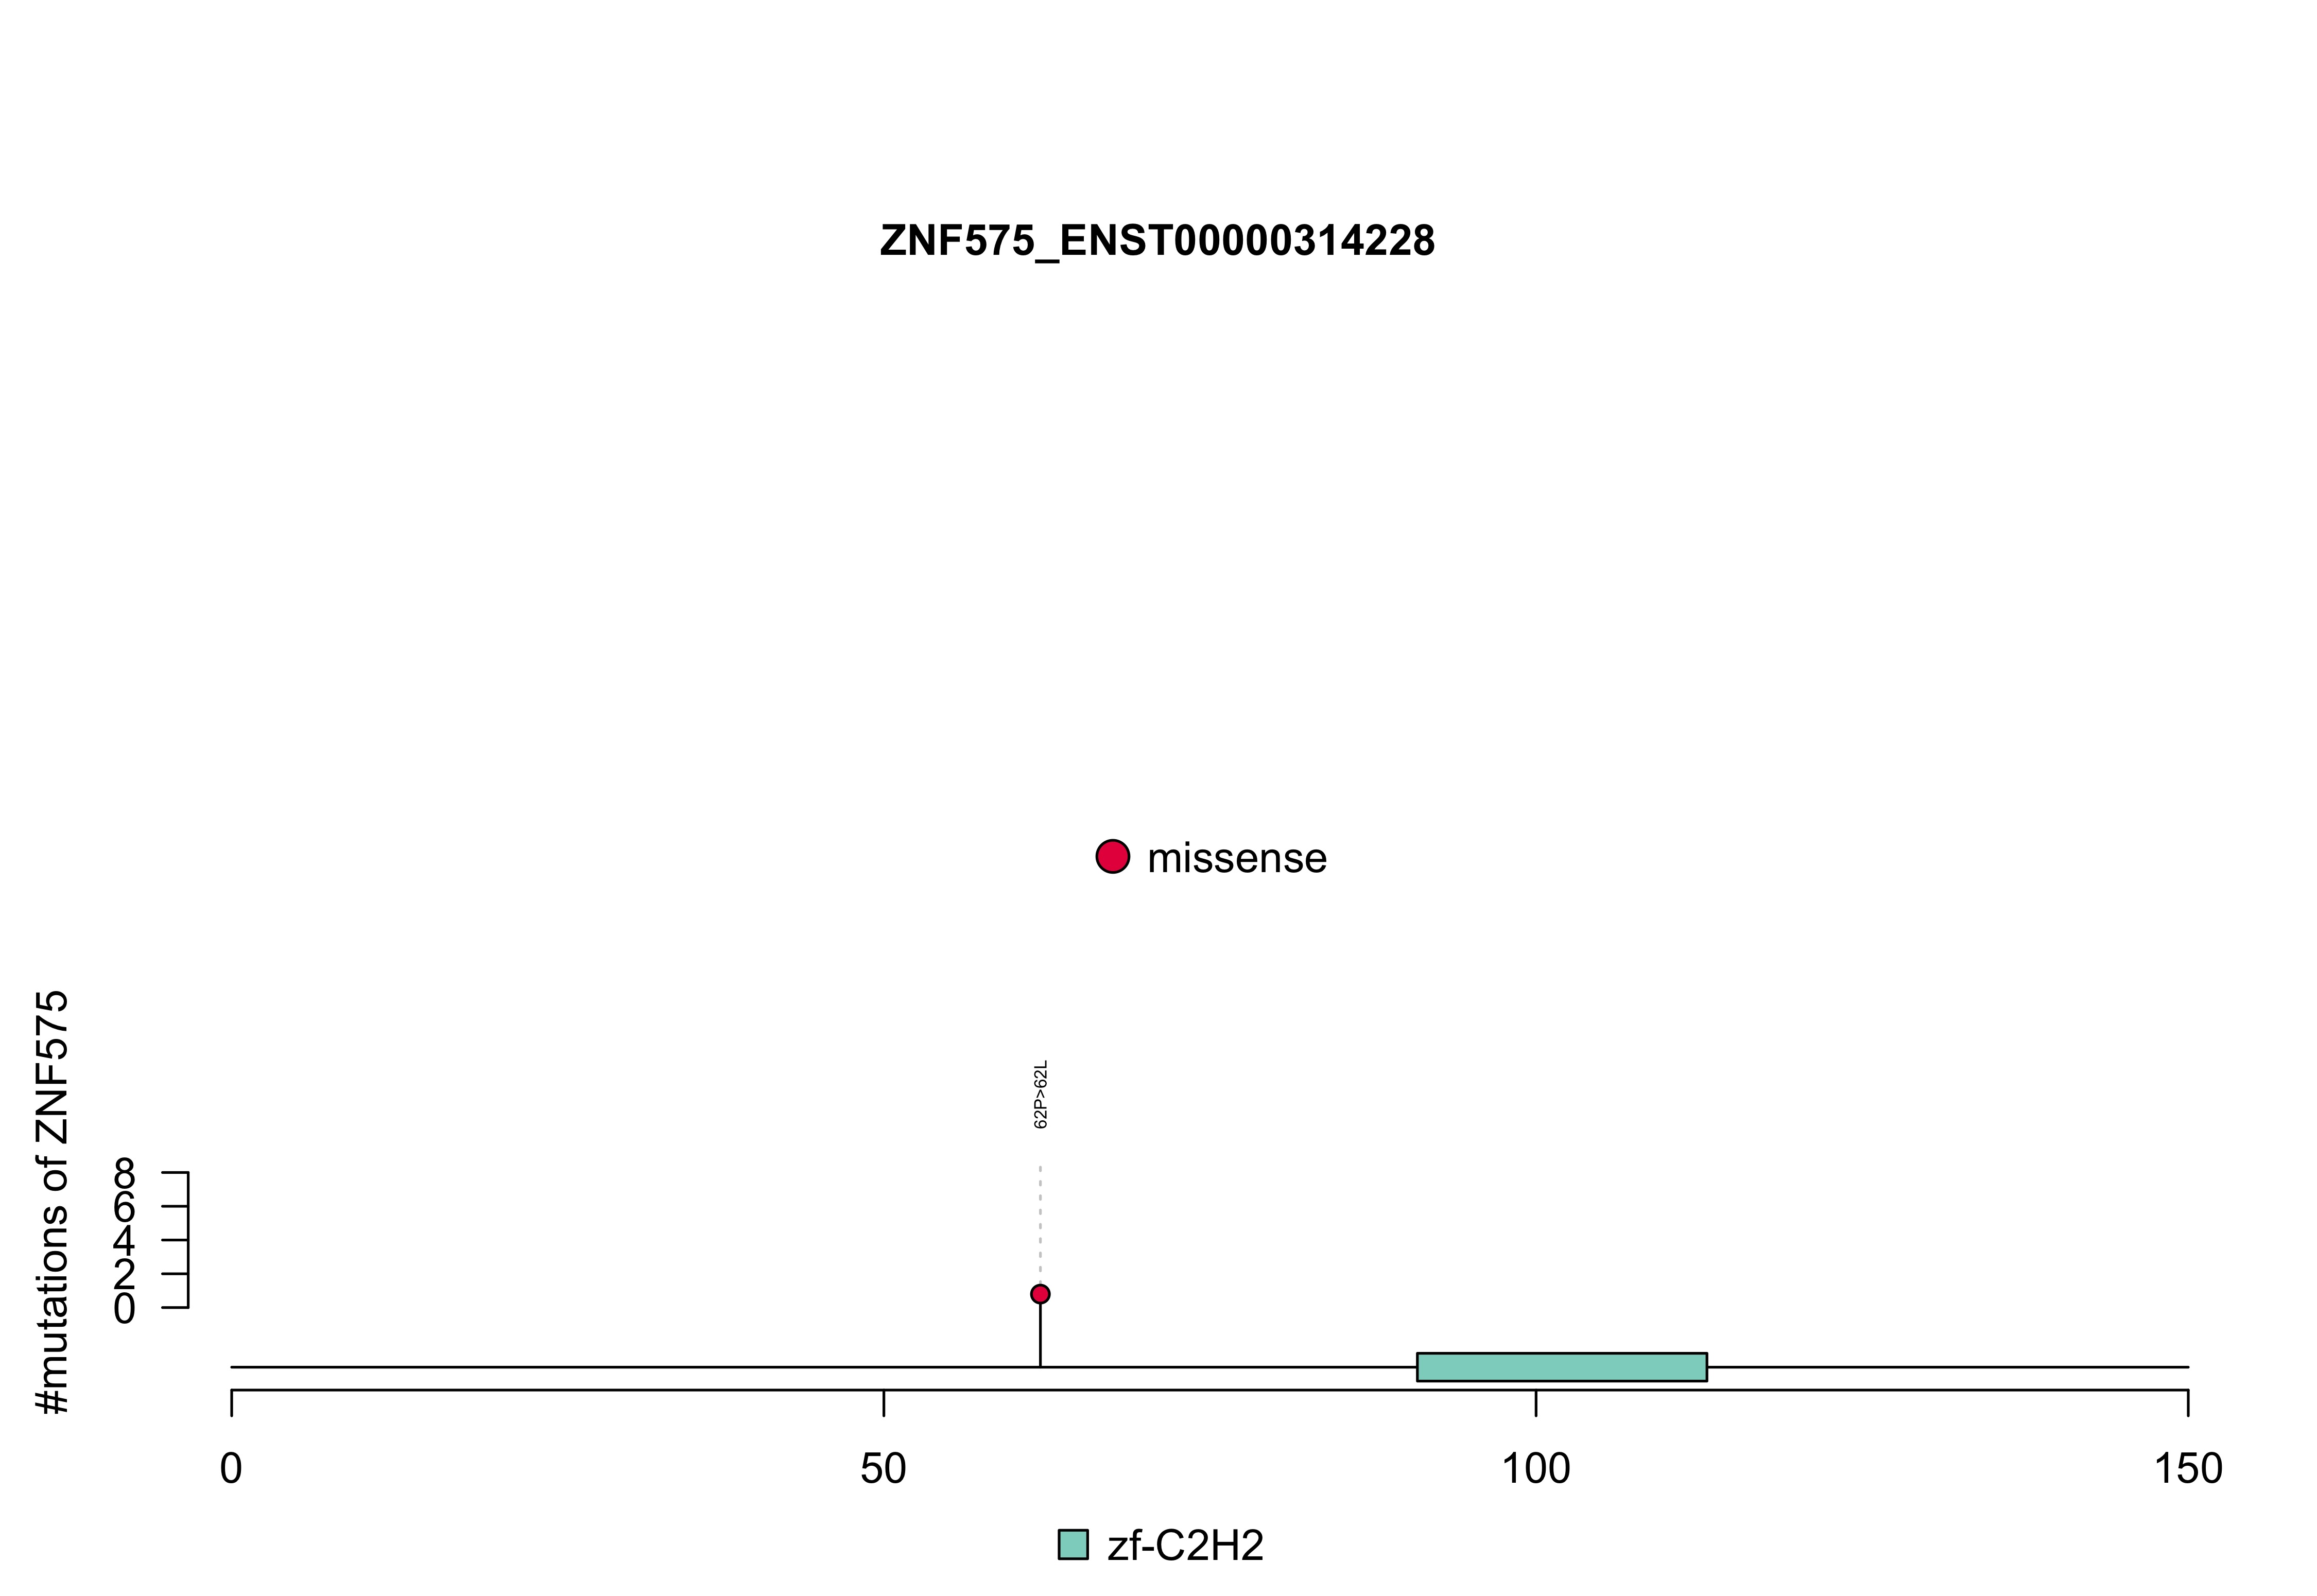 ZNF575_ENST00000314228
missense
#mutations of ZNF575
62P>62L
8
6
4
2
0
0 50 100 150
zf-C2H2